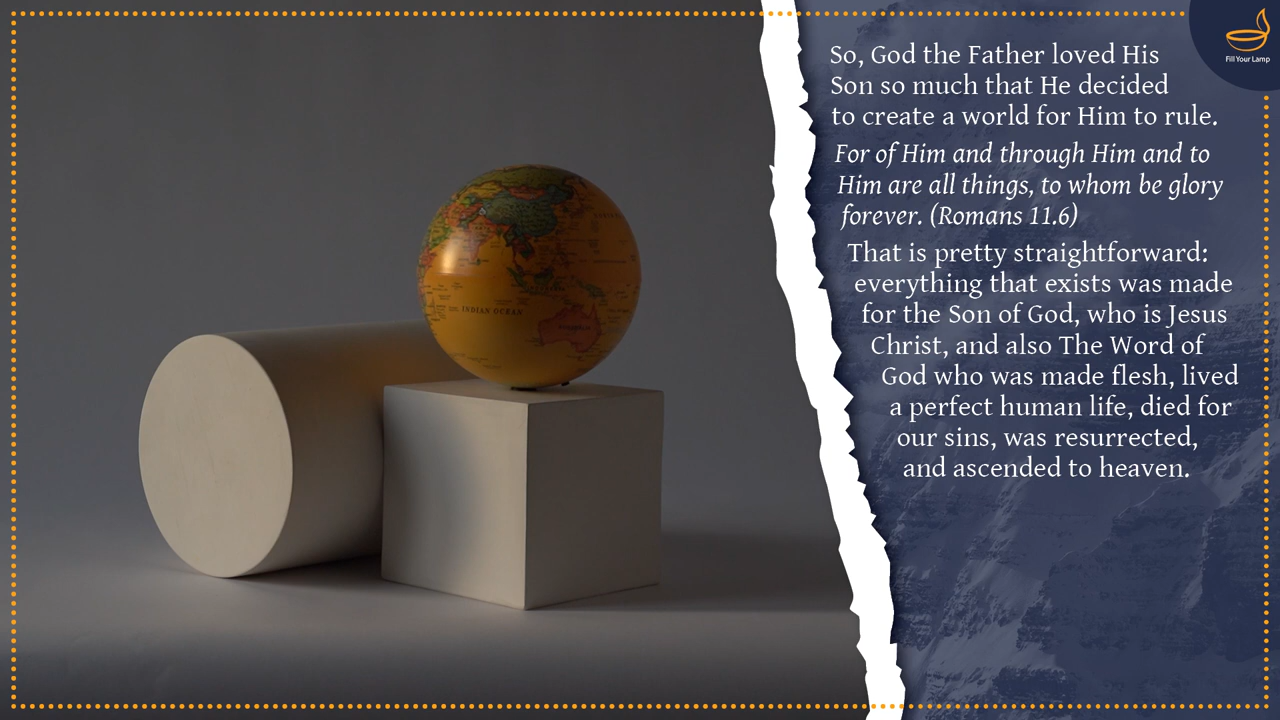 So, God the Father loved His
Son so much that He decided
to create a world for Him to rule.
For of Him and through Him and to
Him are all things, to whom be glory
forever. (Romans 11.6)
That is pretty straightforward:
everything that exists was made
for the Son of God, who is Jesus
Christ, and also The Word of
God who was made flesh, lived
a perfect human life, died for
our sins, was resurrected,
and ascended to heaven.
Fill Your Lamp
INDIAN OCEAN